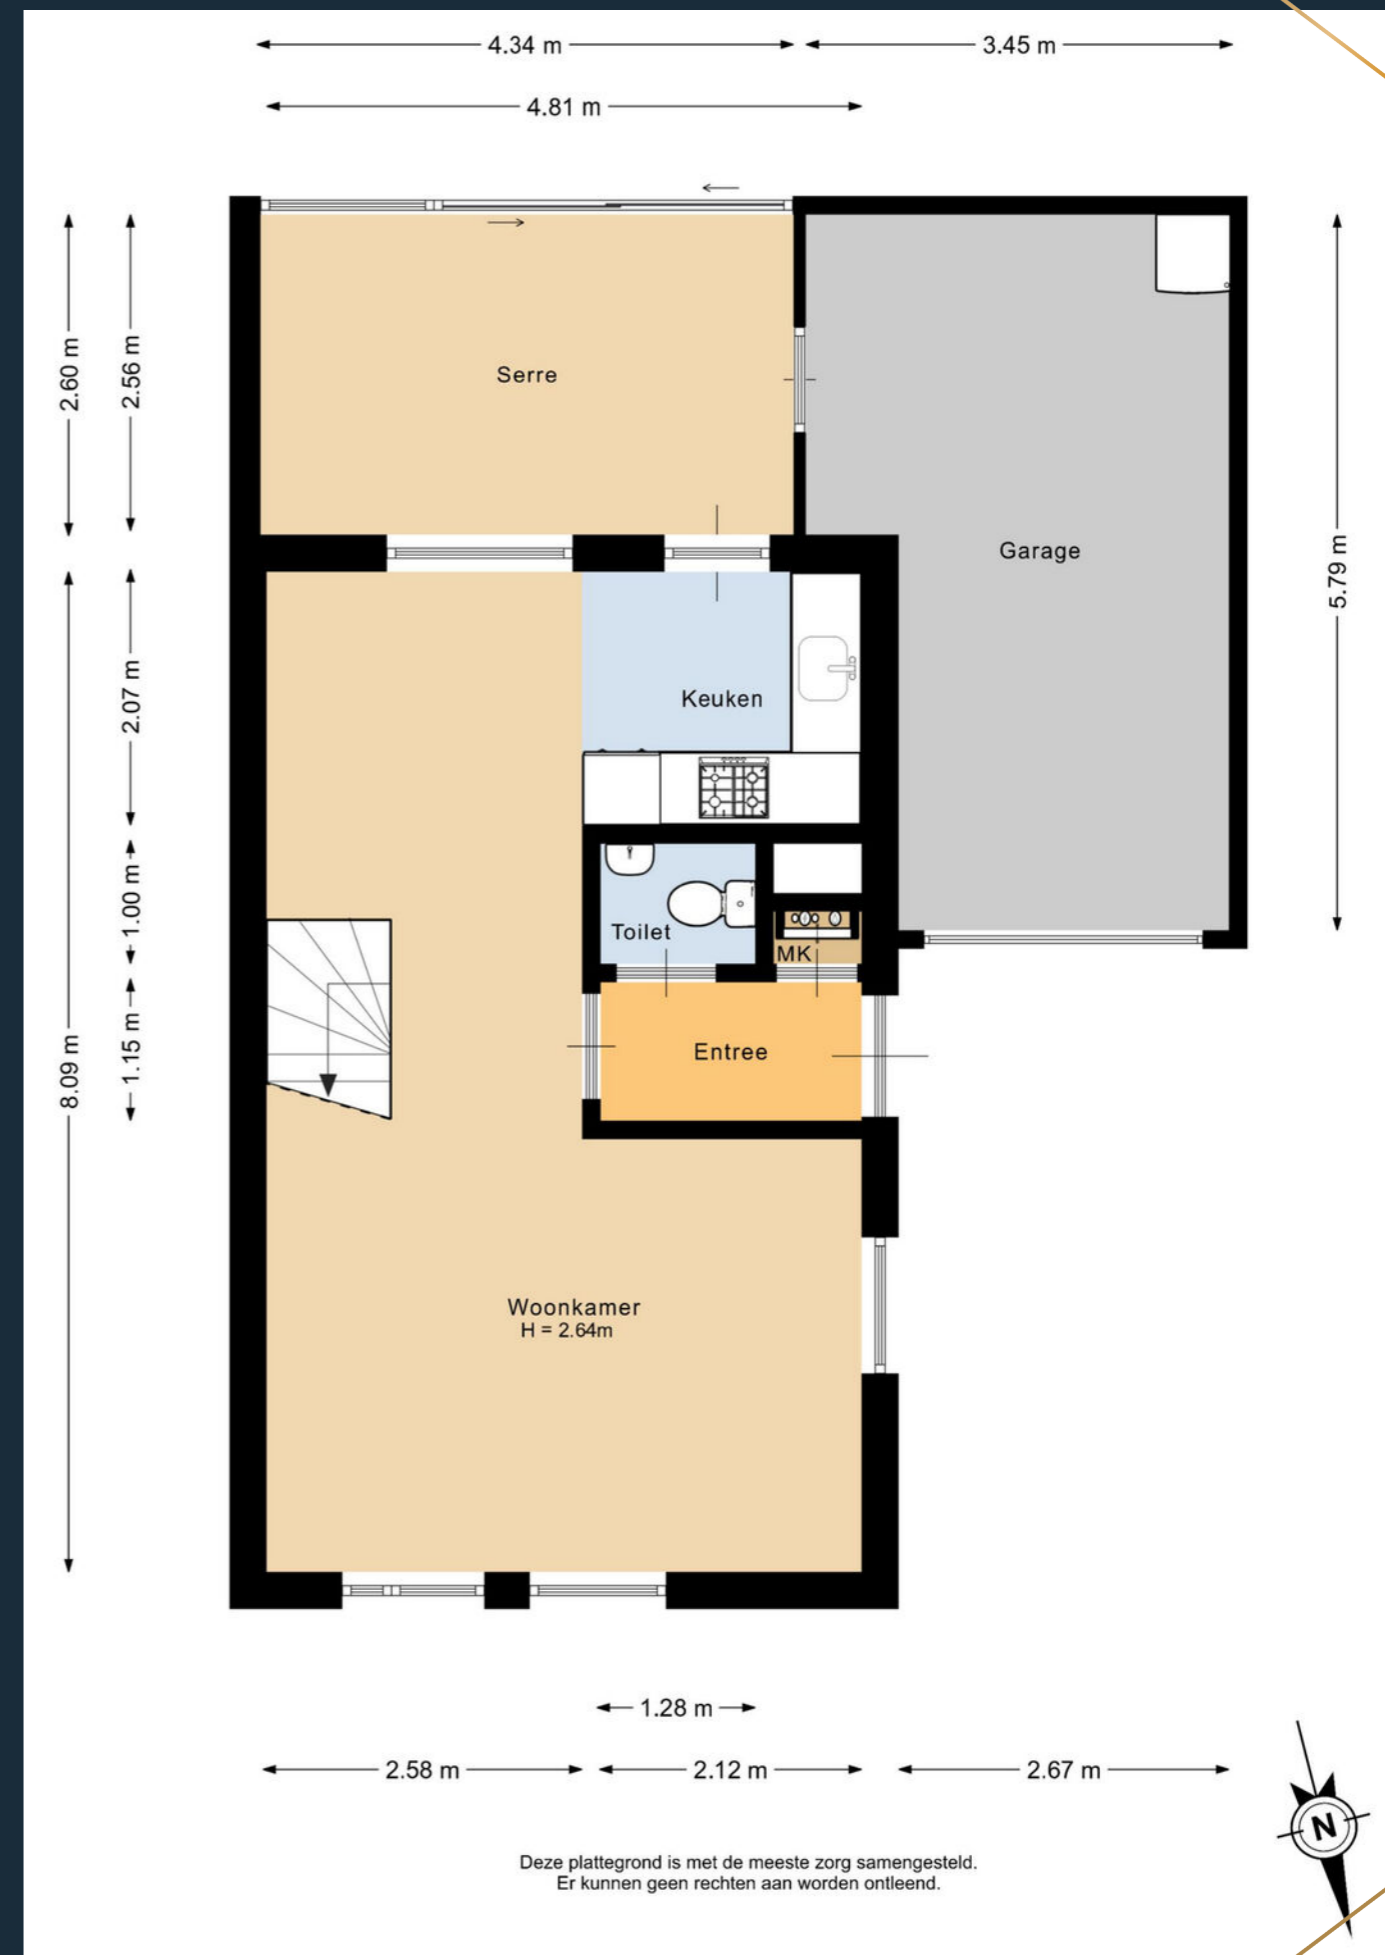 4.34 m
3.45 m
4.81 m
2.60 m
2.56 m
Serre
Garage
5.79 m
2.07 m
Keuken
1.00 m
Toilet
MK
8.09 m
1.15 m
Entree
Woonkamer
H = 2.64m
1.28 m
2.58 m
2.12 m
2.67 m
N
Deze plattegrond is met de meeste zorg samengesteld.
Er kunnen geen rechten aan worden ontleend.